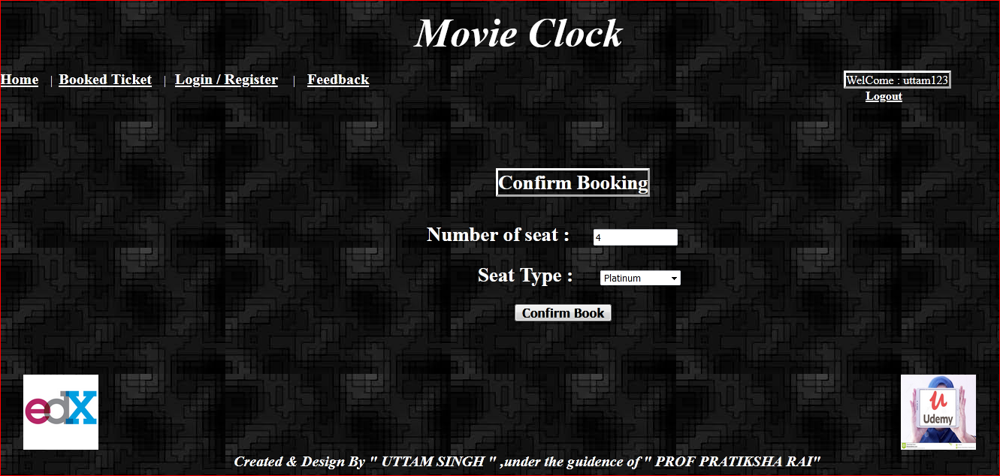 Movie Clock
Home | Booked Ticket | Login / Register | Feedback
WelCome : uttam123
Logout
Confirm Booking
Number of seat : 4
Seat Type : Platinum
Confirm Book
edX
u
Udemy
Created & Design By " UTTAM SINGH " ,under the guidence of " PROF PRATIKSHA RAI"